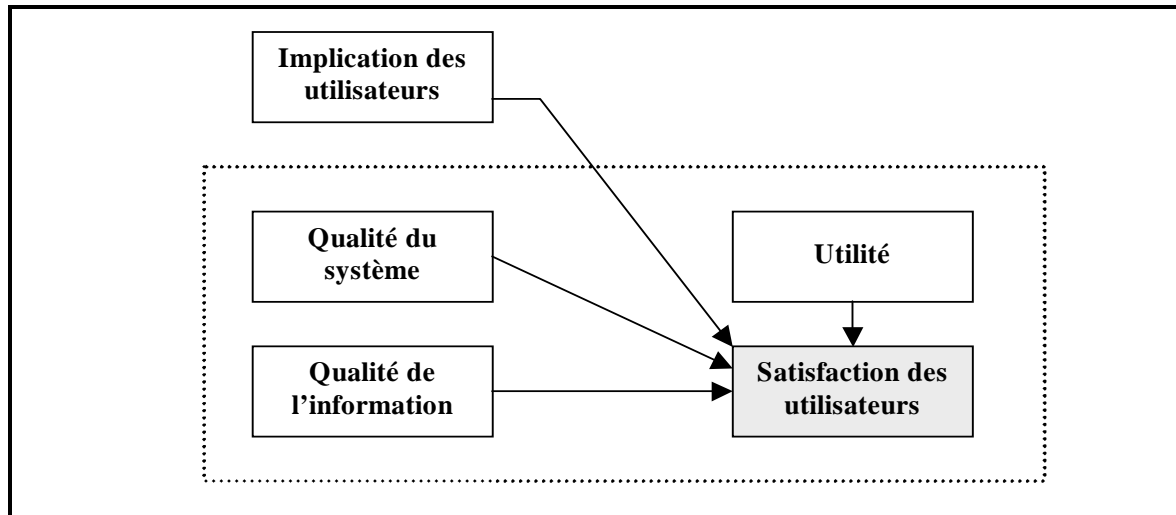 Implication des
utilisateurs
Qualité du
système
Utilité
Qualité de
l’information
Satisfaction des
utilisateurs